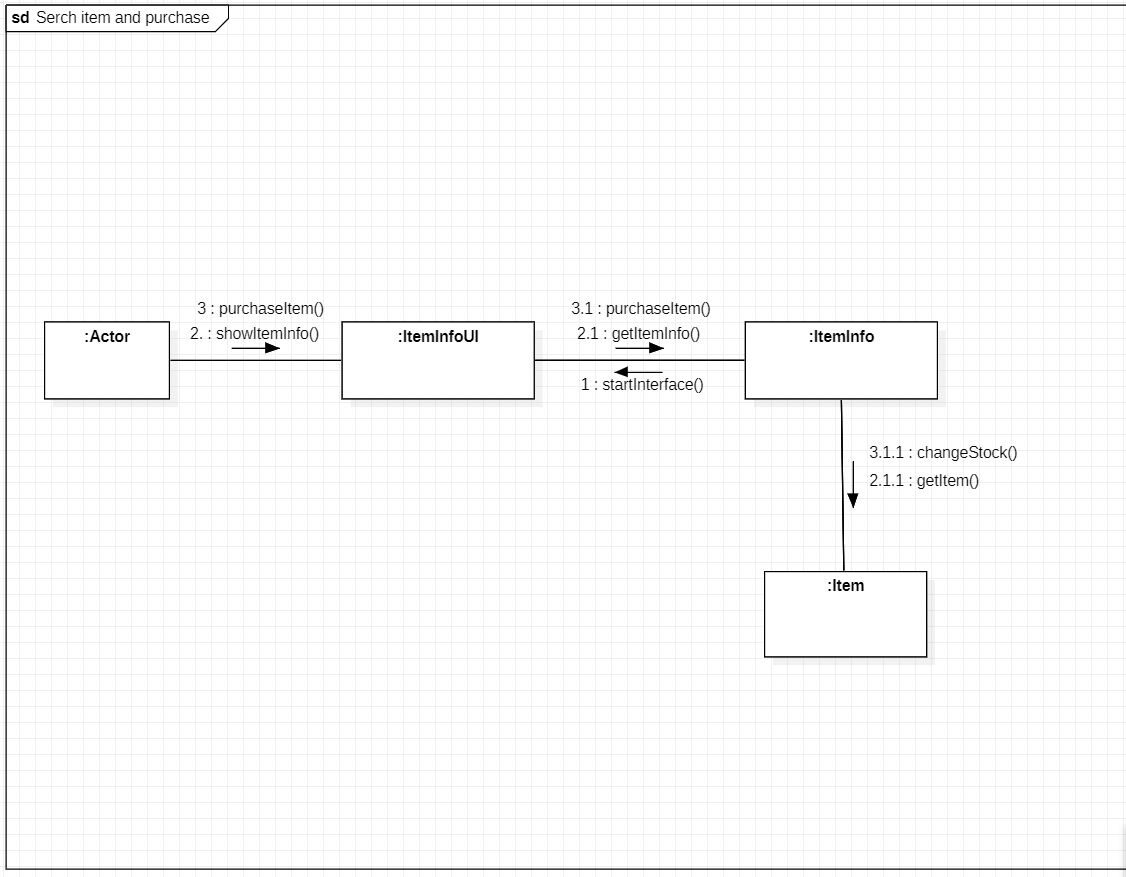 sd Serch item and purchase
3 : purchaseItem()
2. : showItemInfo()
3.1 : purchaseItem()
2.1 : getItemInfo()
:Actor
:ItemInfoUI
:ItemInfo
1 : startInterface()
3.1.1 : changeStock()
2.1.1 : getItem()
:Item